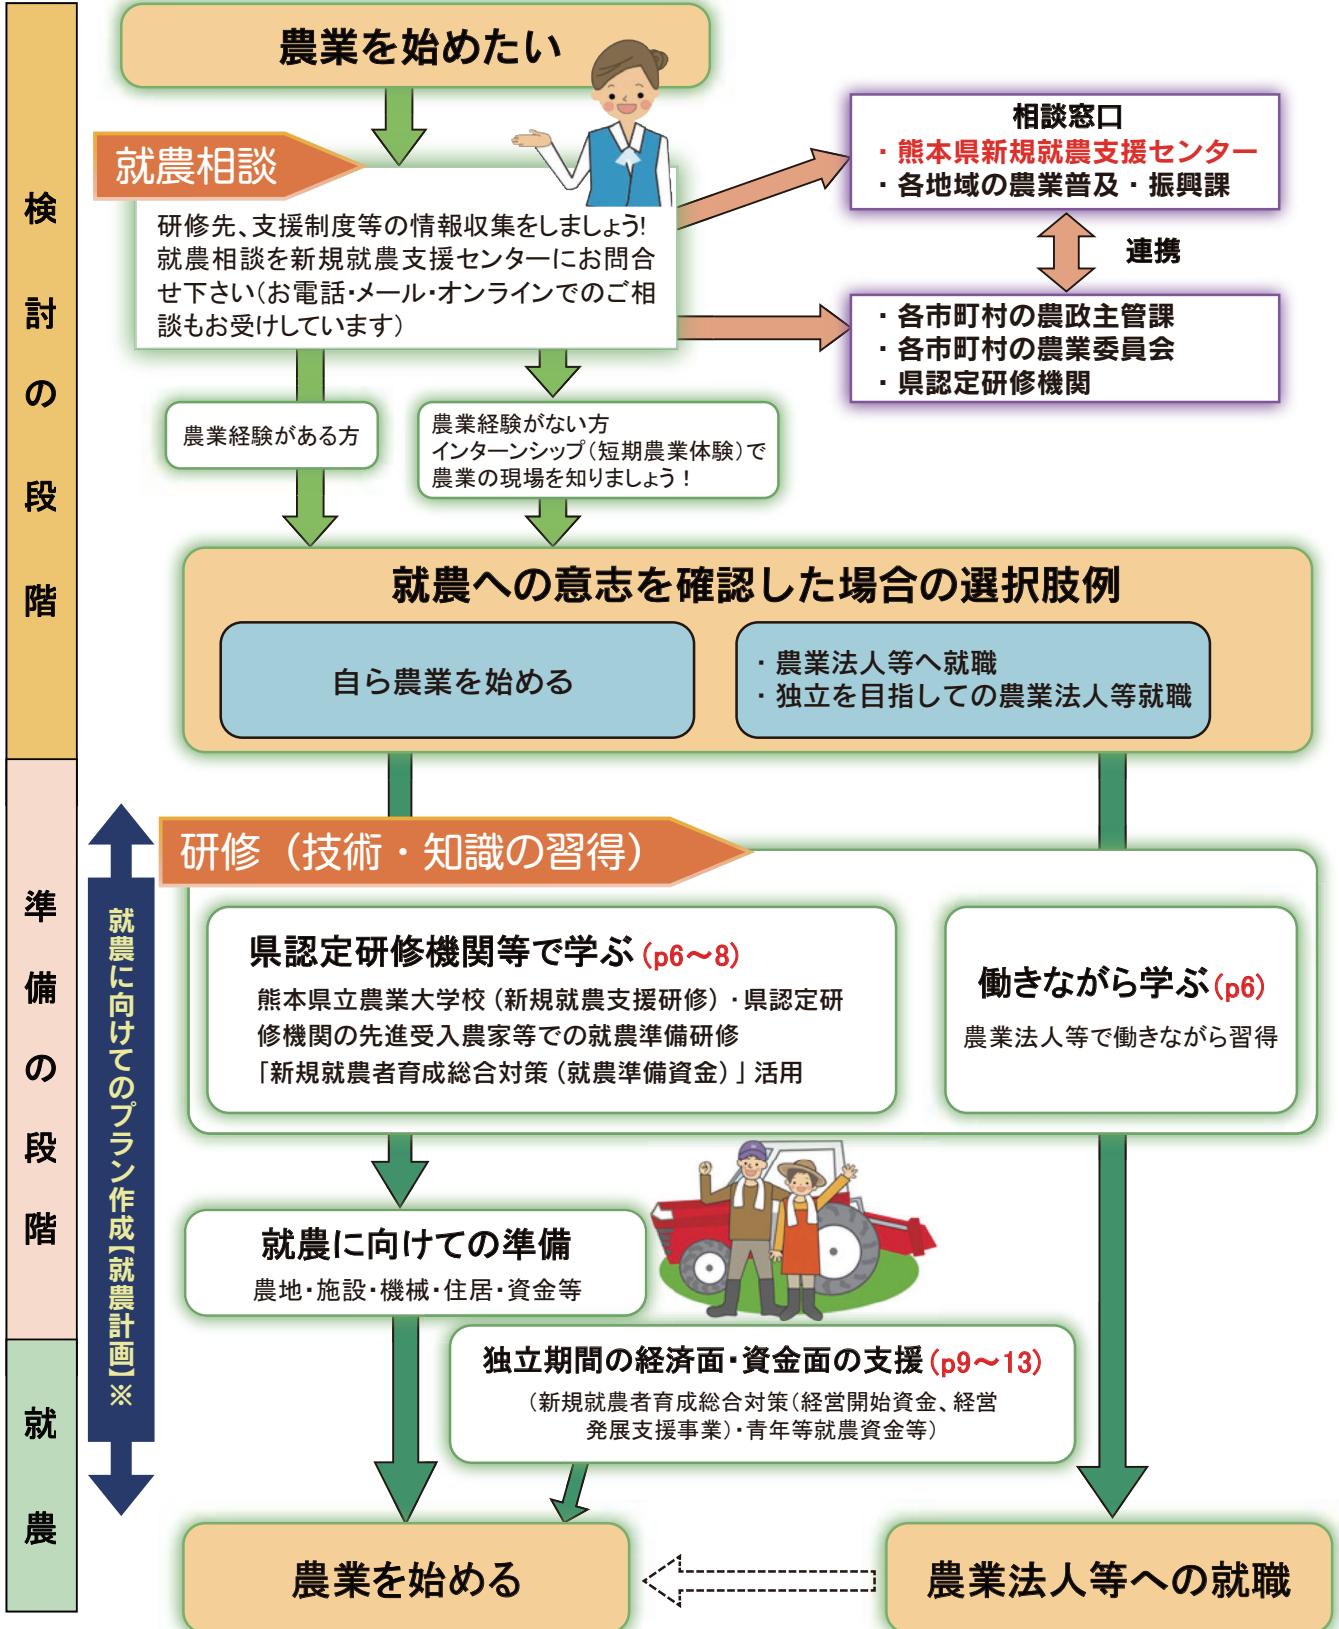 農業を始めたい
就農相談
研修先、支援制度等の情報収集をしましょう!
就農相談を新規就農支援センターにお問合
せ下さい(お電話・メール・オンラインでのご相
談もお受けしています)
相談窓口
・熊本県新規就農支援センター
・各地域の農業普及・振興課
連携
・各市町村の農政主管課
・各市町村の農業委員会
・県認定研修機関
農業経験がある方
農業経験がない方
インターンシップ(短期農業体験)で
農業の現場を知りましょう!
就農への意志を確認した場合の選択肢例
自ら農業を始める
・農業法人等へ就職
・独立を目指しての農業法人等就職
研修(技術・知識の習得)
県認定研修機関等で学ぶ(p6〜8)
熊本県立農業大学校(新規就農支援研修)・県認定研
修機関の先進受入農家等での就農準備研修
「新規就農者育成総合対策(就農準備資金)」活用
働きながら学ぶ(p6)
農業法人等で働きながら習得
就農に向けての準備
農地・施設・機械・住居・資金等
独立期間の経済面・資金面の支援(p9〜13)
(新規就農者育成総合対策(経営開始資金、経営
発展支援事業)・青年等就農資金等)
農業を始める
農業法人等への就職
検討の段階
準備の段階
就農
就農に向けてのプラン作成【就農計画】※